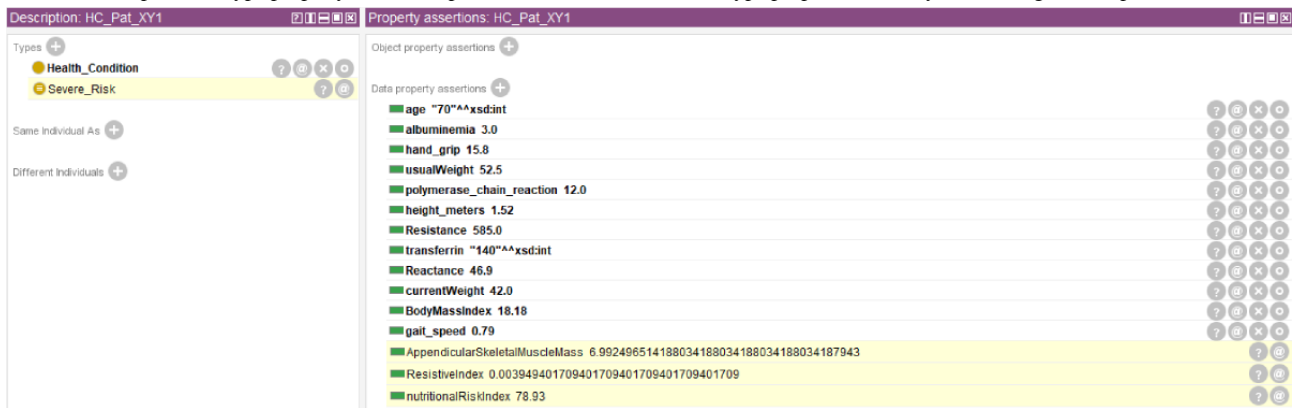 Description: HC_Pat_XY1
Types
Health_Condition
Severe_Risk
Same Individual As
Different Individuals
Property assertions: HC_Pat_XY1
Object property assertions
Data property assertions
age "70"^^xsd:int
albuminemia 3.0
hand_grip 15.8
usualWeight 52.5
polymerase_chain_reaction 12.0
height_meters 1.52
Resistance 585.0
transferrin "140"^^xsd:int
Reactance 46.9
currentWeight 42.0
BodyMassIndex 18.18
gait_speed 0.79
AppendicularSkeletalMuscleMass 6.992496514188034188034188034188034187943
ResistiveIndex 0.003949401709401709401709401709401709
nutritionalRiskIndex 78.93